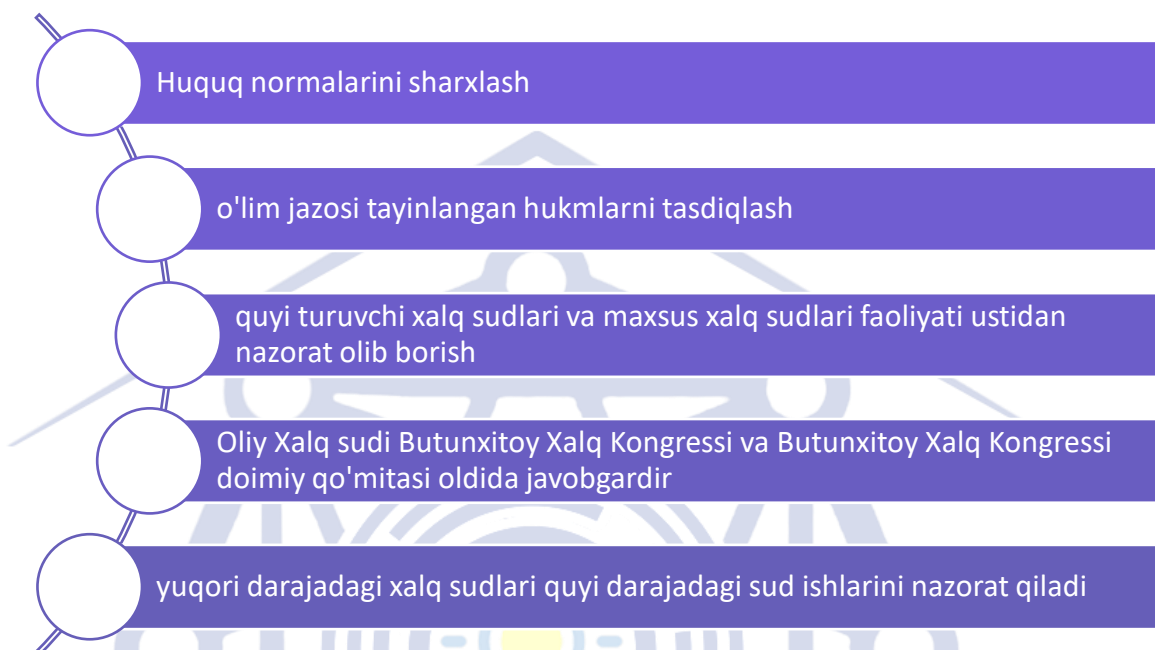 Huquq normalarini sharxlash
o'lim jazosi tayinlangan hukmlarni tasdiqlash
quyi turuvchi xalq sudlari va maxsus xalq sudlari faoliyati ustidan
nazorat olib borish
Oliy Xalq sudi Butunxitoy Xalq Kongressi va Butunxitoy Xalq Kongressi
doimiy qo'mitasi oldida javobgardir
yuqori darajadagi xalq sudlari quyi darajadagi sud ishlarini nazorat qiladi